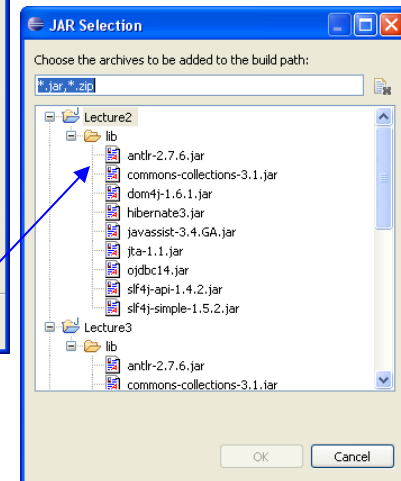 JAR Selection
Choose the archives to be added to the build path:
*.jar,*.zip
Lecture2
lib
antlr-2.7.6.jar
commons-collections-3.1.jar
dom4j-1.6.1.jar
hibernate3.jar
javassist-3.4.GA.jar
jta-1.1.jar
ojdbc14.jar
slf4j-api-1.4.2.jar
slf4j-simple-1.5.2.jar
Lecture3
lib
antlr-2.7.6.jar
commons-collections-3.1.jar
OK Cancel